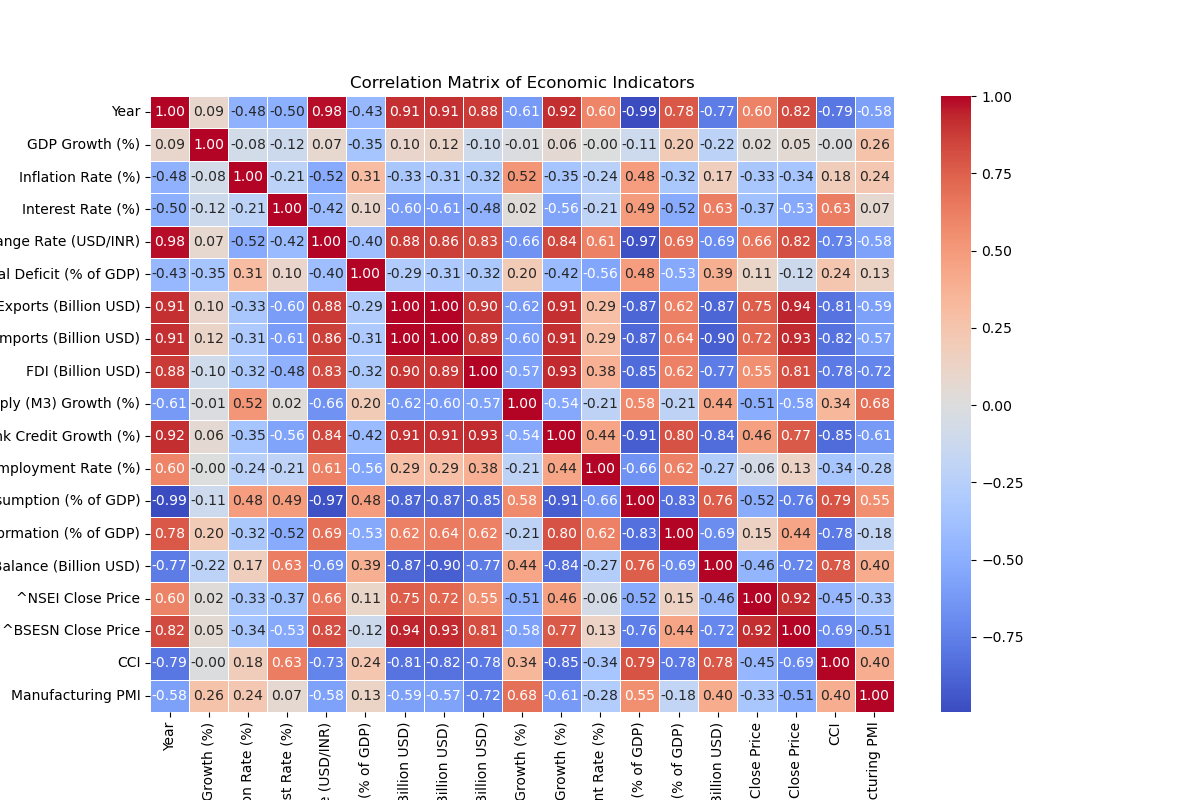 Correlation Matrix of Economic Indicators
Year 1.00 0.09 -0.48 -0.50 0.98 -0.43 0.91 0.91 0.88 -0.61 0.92 0.60 -0.99 0.78 -0.77 0.60 0.82 -0.79 -0.58
GDP Growth (%) 0.09 1.00 -0.08 -0.12 0.07 -0.35 0.10 0.12 -0.10 -0.01 0.06 -0.00 -0.11 0.20 -0.22 0.02 0.05 -0.00 0.26
Inflation Rate (%) -0.48 -0.08 1.00 -0.21 -0.52 0.31 -0.33 -0.31 -0.32 0.52 -0.35 -0.24 0.48 -0.32 0.17 -0.33 -0.34 0.18 0.24
Interest Rate (%) -0.50 -0.12 -0.21 1.00 -0.42 0.10 -0.60 -0.61 -0.48 0.02 -0.56 -0.21 0.49 -0.52 0.63 -0.37 -0.53 0.63 0.07
ange Rate (USD/INR) 0.98 0.07 -0.52 -0.42 1.00 -0.40 0.88 0.86 0.83 -0.66 0.84 0.61 -0.97 0.69 -0.69 0.66 0.82 -0.73 -0.58
al Deficit (% of GDP) -0.43 -0.35 0.31 0.10 -0.40 1.00 -0.29 -0.31 -0.32 0.20 -0.42 -0.56 0.48 -0.53 0.39 0.11 -0.12 0.24 0.13
Exports (Billion USD) 0.91 0.10 -0.33 -0.60 0.88 -0.29 1.00 1.00 0.90 -0.62 0.91 0.29 -0.87 0.62 -0.87 0.75 0.94 -0.81 -0.59
mports (Billion USD) 0.91 0.12 -0.31 -0.61 0.86 -0.31 1.00 1.00 0.89 -0.60 0.91 0.29 -0.87 0.64 -0.90 0.72 0.93 -0.82 -0.57
FDI (Billion USD) 0.88 -0.10 -0.32 -0.48 0.83 -0.32 0.90 0.89 1.00 -0.57 0.93 0.38 -0.85 0.62 -0.77 0.55 0.81 -0.78 -0.72
ply (M3) Growth (%) -0.61 -0.01 0.52 0.02 -0.66 0.20 -0.62 -0.60 -0.57 1.00 -0.54 -0.21 0.58 -0.21 0.44 -0.51 -0.58 0.34 0.68
nk Credit Growth (%) 0.92 0.06 -0.35 -0.56 0.84 -0.42 0.91 0.91 0.93 -0.54 1.00 0.44 -0.91 0.80 -0.84 0.46 0.77 -0.85 -0.61
mployment Rate (%) 0.60 -0.00 -0.24 -0.21 0.61 -0.56 0.29 0.29 0.38 -0.21 0.44 1.00 -0.66 0.62 -0.27 -0.06 0.13 -0.34 -0.28
sumption (% of GDP) -0.99 -0.11 0.48 0.49 -0.97 0.48 -0.87 -0.87 -0.85 0.58 -0.91 -0.66 1.00 -0.83 0.76 -0.52 -0.76 0.79 0.55
ormation (% of GDP) 0.78 0.20 -0.32 -0.52 0.69 -0.53 0.62 0.64 0.62 -0.21 0.80 0.62 -0.83 1.00 -0.69 0.15 0.44 -0.78 -0.18
Balance (Billion USD) -0.77 -0.22 0.17 0.63 -0.69 0.39 -0.87 -0.90 -0.77 0.44 -0.84 -0.27 0.76 -0.69 1.00 -0.46 -0.72 0.78 0.40
^NSEI Close Price 0.60 0.02 -0.33 -0.37 0.66 0.11 0.75 0.72 0.55 -0.51 0.46 -0.06 -0.52 0.15 -0.46 1.00 0.92 -0.45 -0.33
^BSESN Close Price 0.82 0.05 -0.34 -0.53 0.82 -0.12 0.94 0.93 0.81 -0.58 0.77 0.13 -0.76 0.44 -0.72 0.92 1.00 -0.69 -0.51
CCI -0.79 -0.00 0.18 0.63 -0.73 0.24 -0.81 -0.82 -0.78 0.34 -0.85 -0.34 0.79 -0.78 0.78 -0.45 -0.69 1.00 0.40
Manufacturing PMI -0.58 0.26 0.24 0.07 -0.58 0.13 -0.59 -0.57 -0.72 0.68 -0.61 -0.28 0.55 -0.18 0.40 -0.33 -0.51 0.40 1.00
Year
Growth (%)
on Rate (%)
st Rate (%)
e (USD/INR)
(% of GDP)
Billion USD)
Billion USD)
Billion USD)
Growth (%)
Growth (%)
nt Rate (%)
(% of GDP)
(% of GDP)
Billion USD)
Close Price
Close Price
CCI
cturing PMI
1.00
0.75
0.50
0.25
0.00
−0.25
−0.50
−0.75